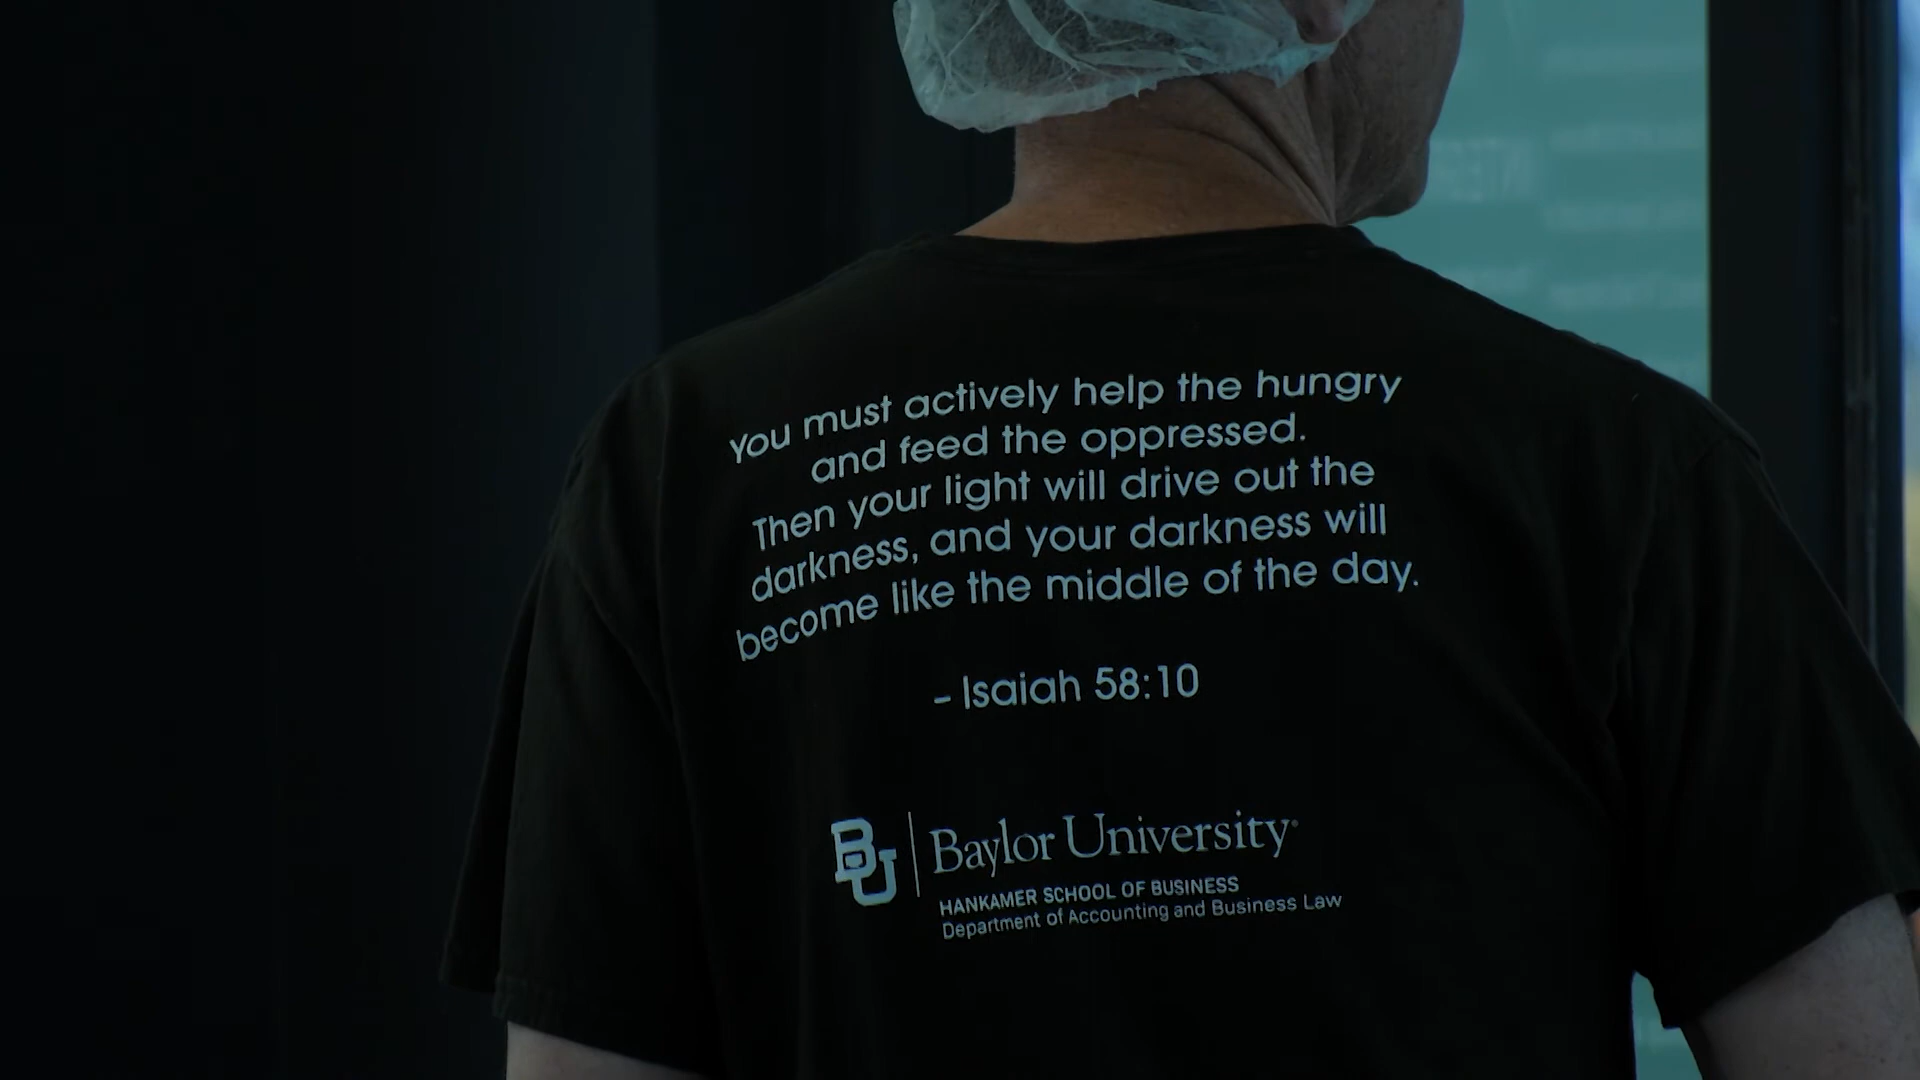 You must actively help the hungry
and feed the oppressed.
Then your light will drive out the
darkness, and your darkness will
become like the middle of the day.
– Isaiah 58:10
BU
Baylor University
HANKAMER SCHOOL OF BUSINESS
Department of Accounting and Business Law